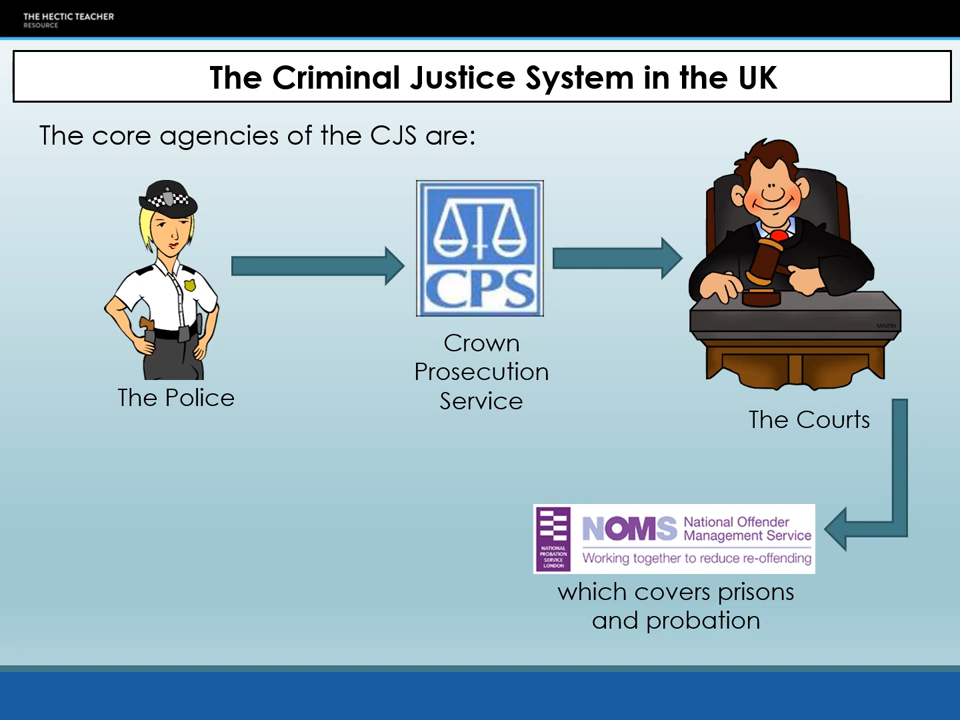 THE HECTIC TEACHER
RESOURCE
The Criminal Justice System in the UK
The core agencies of the CJS are:
CPS
The Police
Crown
Prosecution
Service
MARTIN
The Courts
NATIONAL
PROBATION
SERVICE
LONDON
NOMS
National Offender
Management Service
Working together to reduce re-offending
which covers prisons
and probation